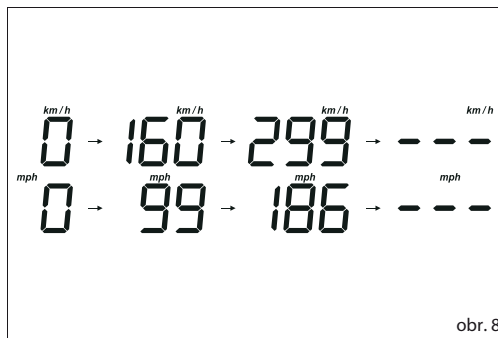 km/h km/h km/h km/h
0 → 160 → 299 → ---
mph mph mph mph
0 → 99 → 186 → ---
obr. 8